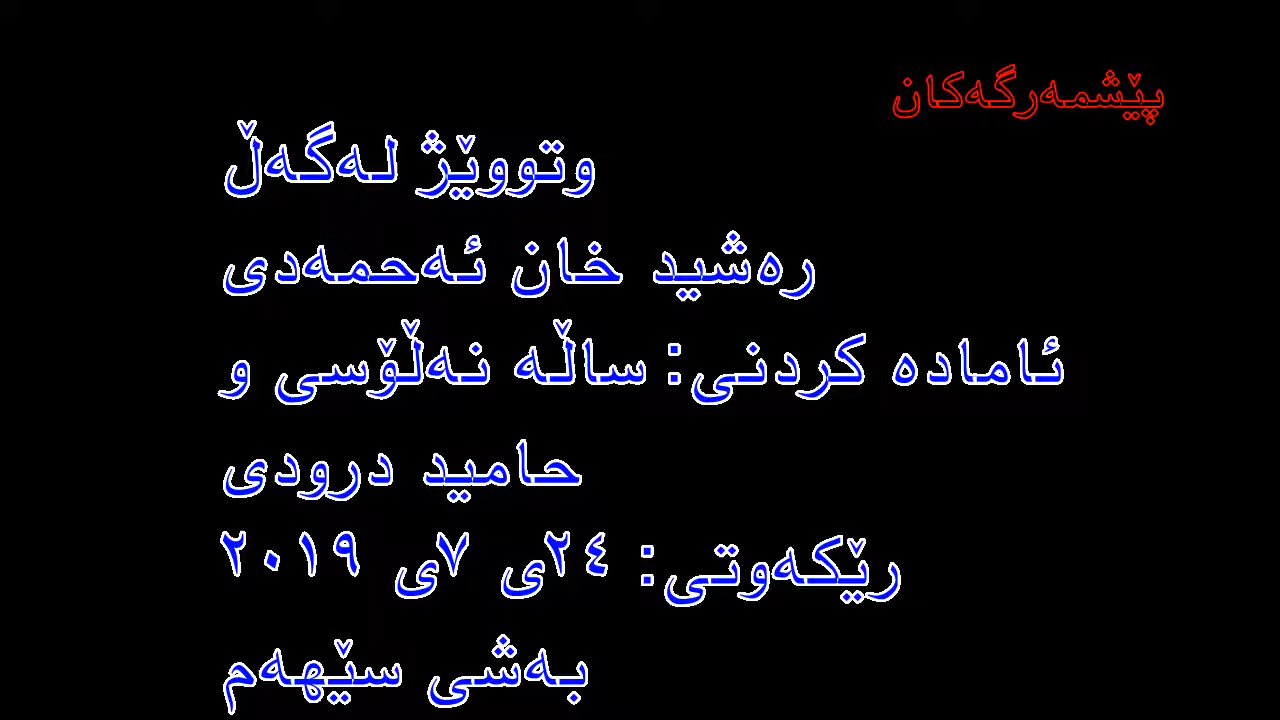 پێشمەرگەکان
وتووێژ لەگەڵ
رەشید خان ئەحمەدی
ئامادە کردنی: ساڵە نەڵۆسی و
حامید درودی
رێکەوتی: ٢٤ی ٧ی ٢٠١٩
بەشی سێهەم